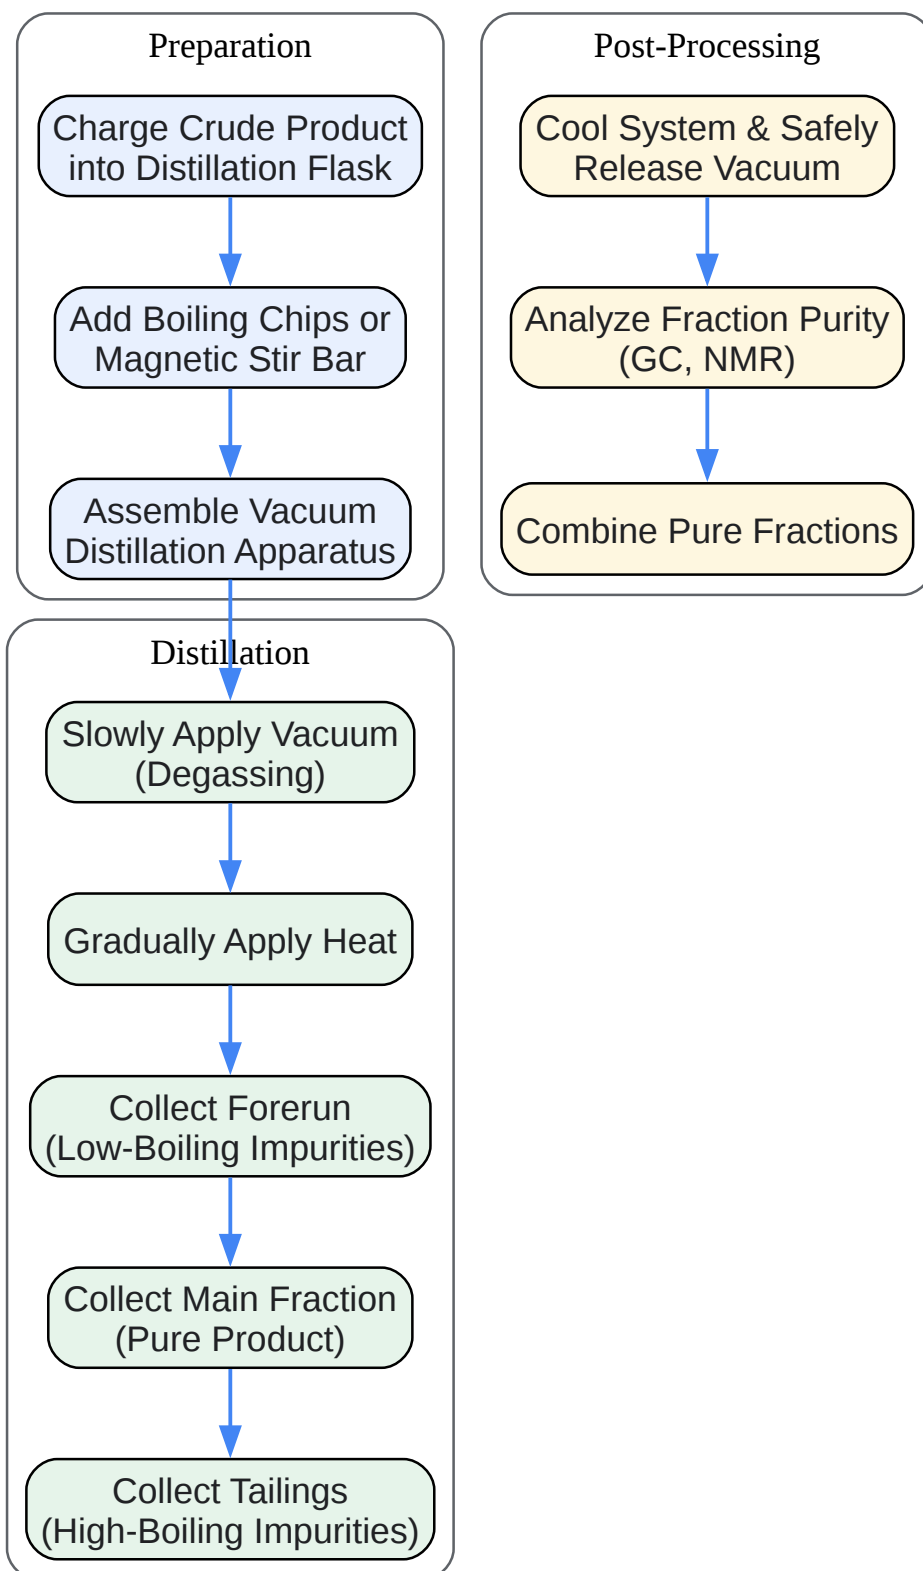 Preparation
Charge Crude Product
into Distillation Flask
Add Boiling Chips or
Magnetic Stir Bar
Assemble Vacuum
Distillation Apparatus
Distillation
Slowly Apply Vacuum
(Degassing)
Gradually Apply Heat
Collect Forerun
(Low-Boiling Impurities)
Collect Main Fraction
(Pure Product)
Collect Tailings
(High-Boiling Impurities)
Post-Processing
Cool System & Safely
Release Vacuum
Analyze Fraction Purity
(GC, NMR)
Combine Pure Fractions